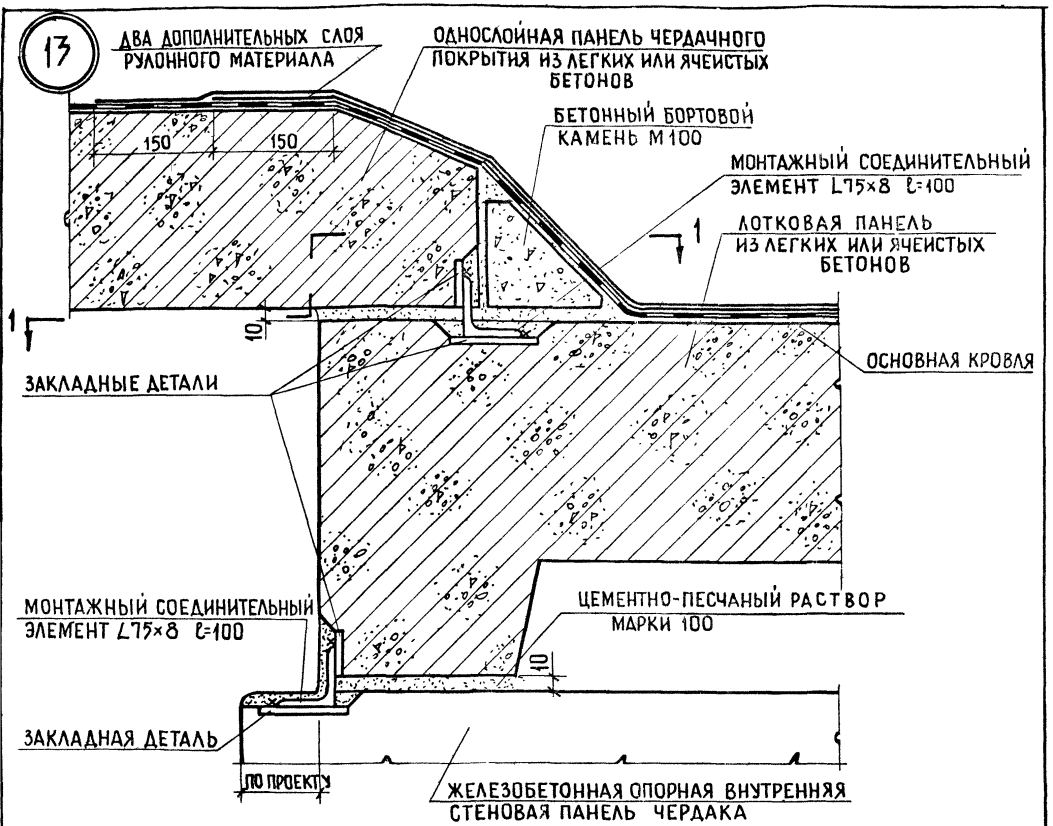 13
ДВА ДОПОЛНИТЕЛЬНЫХ СЛОЯ
РУЛОННОГО МАТЕРИАЛА
ОДНОСЛОЙНАЯ ПАНЕЛЬ ЧЕРДАЧНОГО
ПОКРЫТИЯ ИЗ ЛЕГКИХ ИЛИ ЯЧЕИСТЫХ
БЕТОНОВ
БЕТОННЫЙ БОРТОВОЙ
КАМЕНЬ М100
150
150
МОНТАЖНЫЙ СОЕДИНИТЕЛЬНЫЙ
ЭЛЕМЕНТ L75×8 ℓ=100
ЛОТКОВАЯ ПАНЕЛЬ
ИЗ ЛЕГКИХ ИЛИ ЯЧЕИСТЫХ
БЕТОНОВ
1
1
10
ОСНОВНАЯ КРОВЛЯ
ЗАКЛАДНЫЕ ДЕТАЛИ
МОНТАЖНЫЙ СОЕДИНИТЕЛЬНЫЙ
ЭЛЕМЕНТ L75×8 ℓ=100
ЦЕМЕНТНО-ПЕСЧАНЫЙ РАСТВОР
МАРКИ 100
10
ЗАКЛАДНАЯ ДЕТАЛЬ
ПО ПРОЕКТУ
ЖЕЛЕЗОБЕТОННАЯ ОПОРНАЯ ВНУТРЕННЯЯ
СТЕНОВАЯ ПАНЕЛЬ ЧЕРДАКА